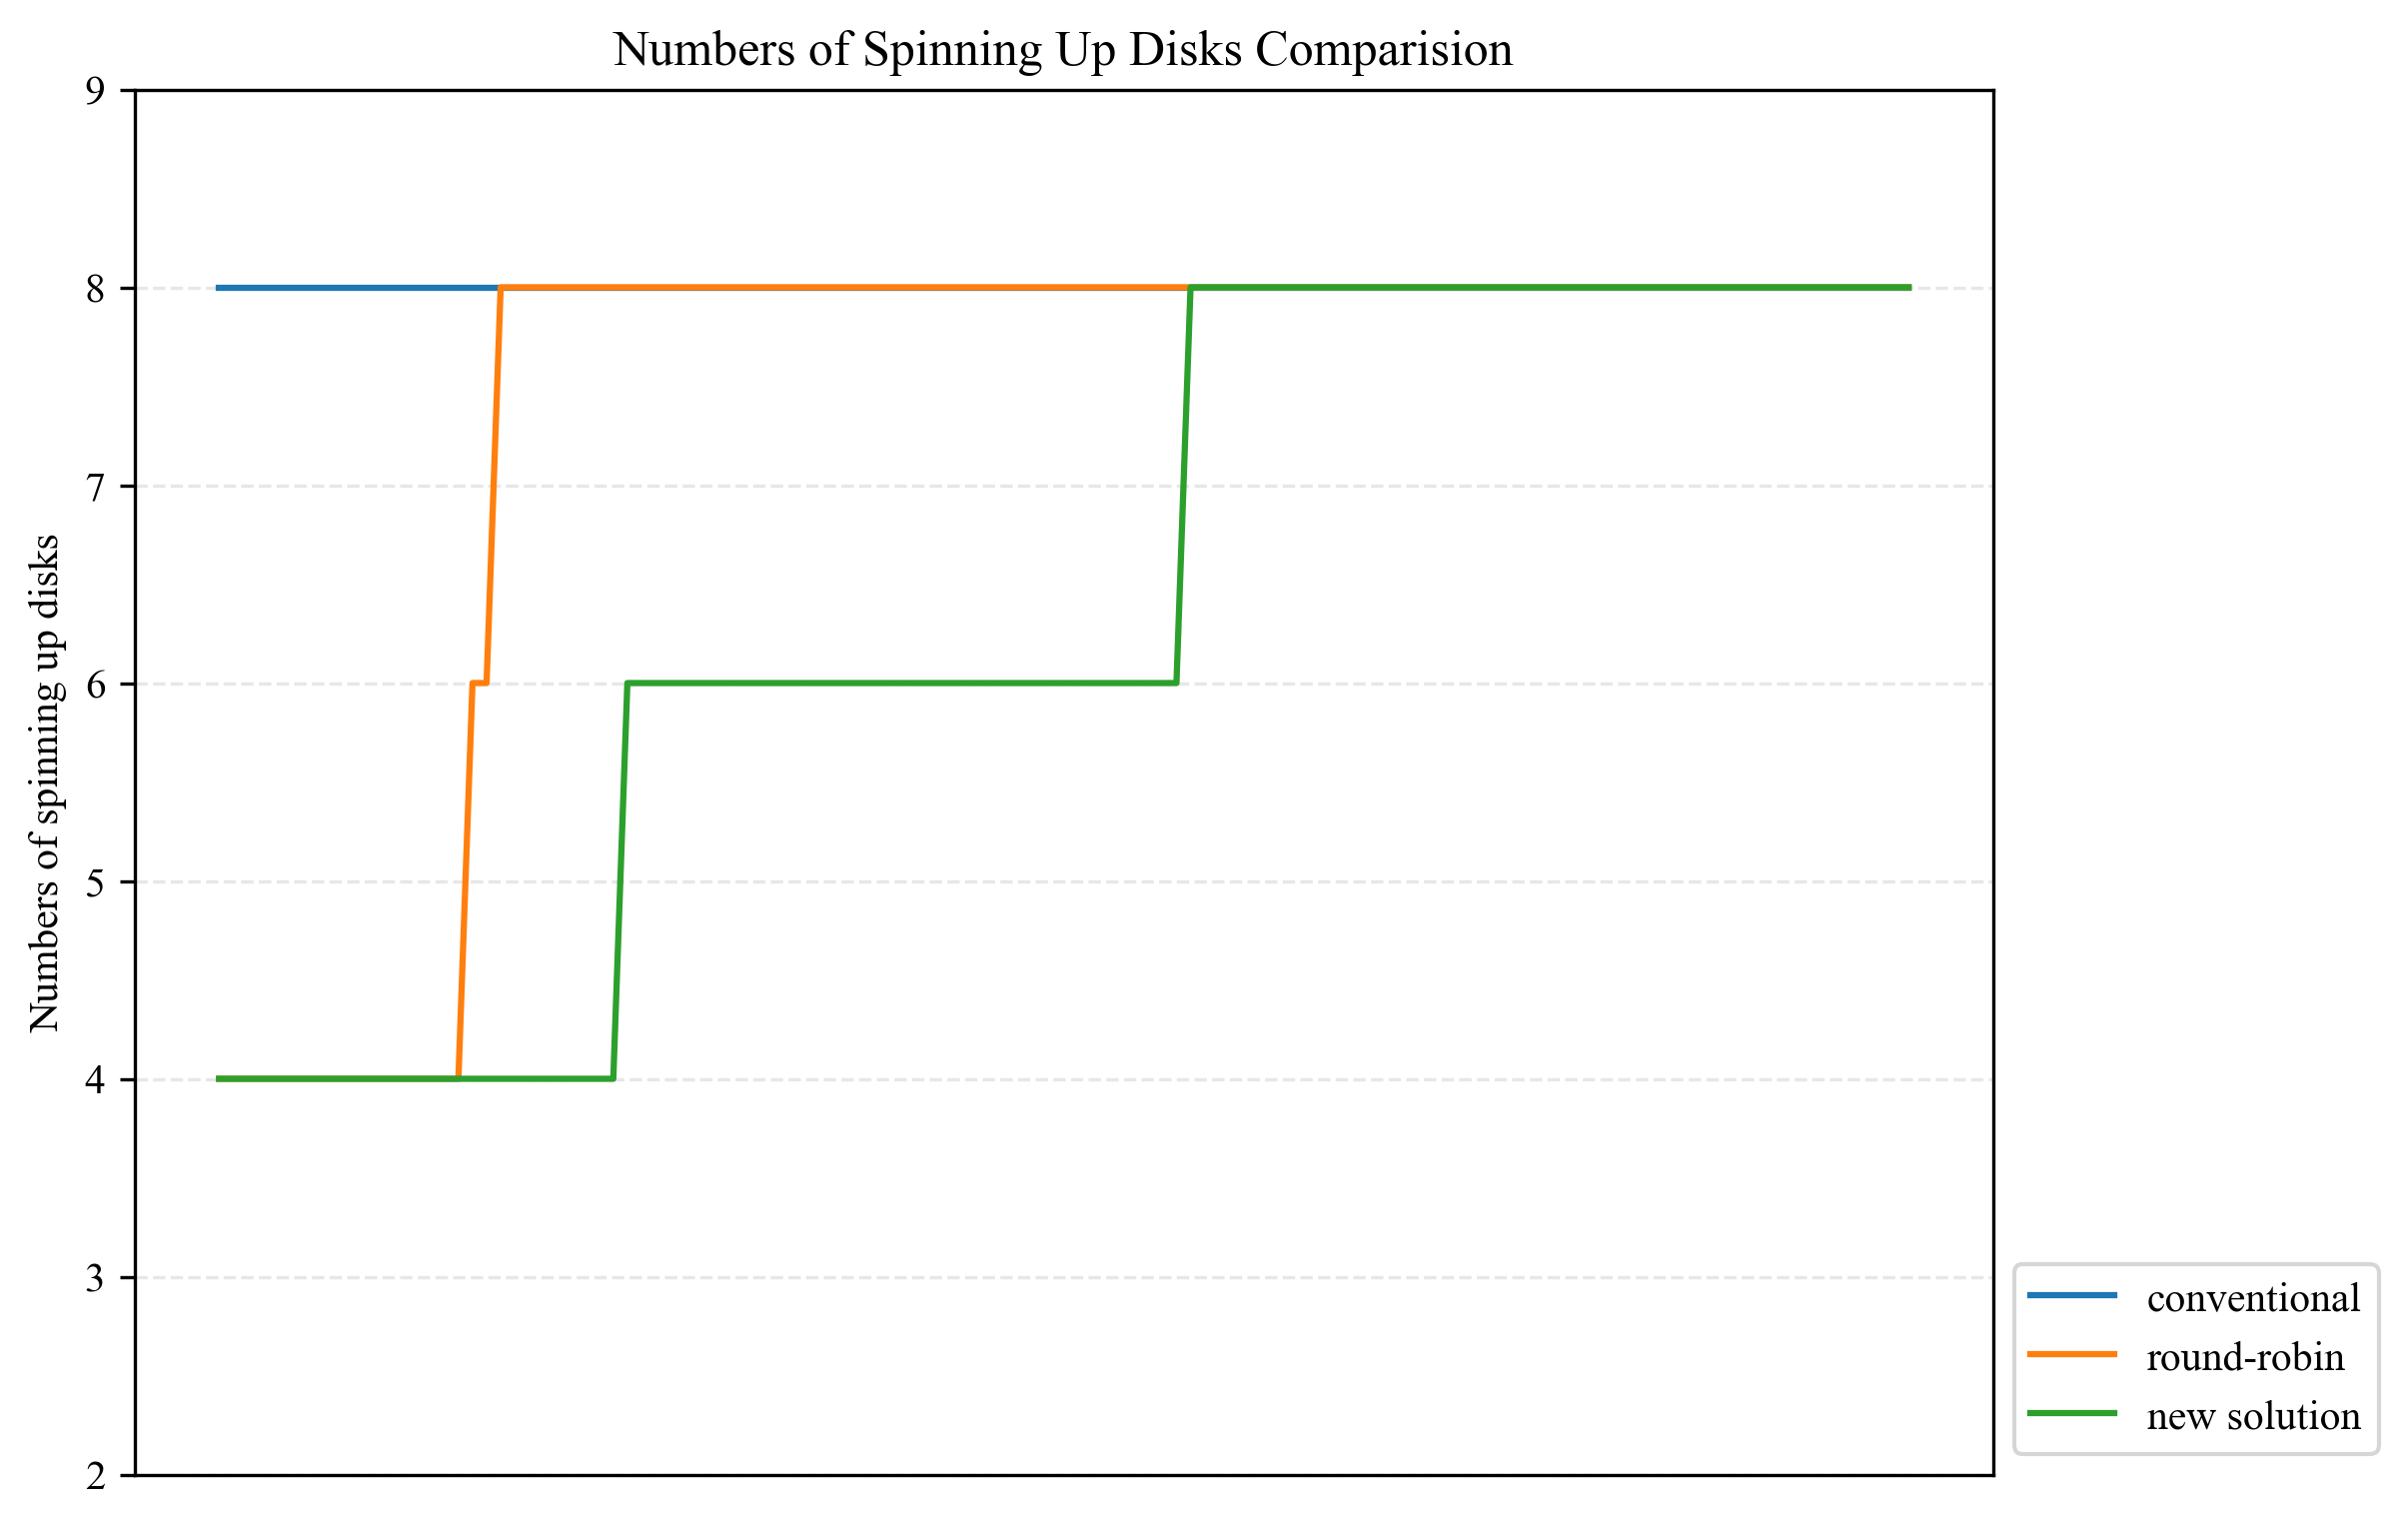 Numbers of Spinning Up Disks Comparision
9
8
7
6
5
4
3
2
Numbers of spinning up disks
conventional
round-robin
new solution